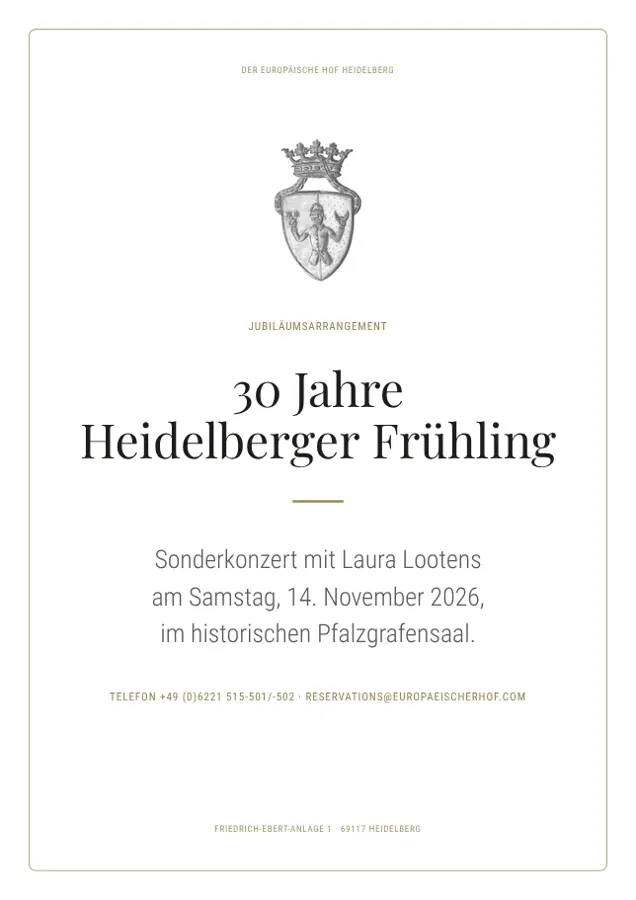 DER EUROPÄISCHE HOF HEIDELBERG
JUBILÄUMSARRANGEMENT
30 Jahre
Heidelberger Frühling
Sonderkonzert mit Laura Lootens
am Samstag, 14. November 2026,
im historischen Pfalzgrafensaal.
TELEFON +49 (0)6221 515-501/-502 · RESERVATIONS@EUROPAEISCHERHOF.COM
FRIEDRICH-EBERT-ANLAGE 1 · 69117 HEIDELBERG